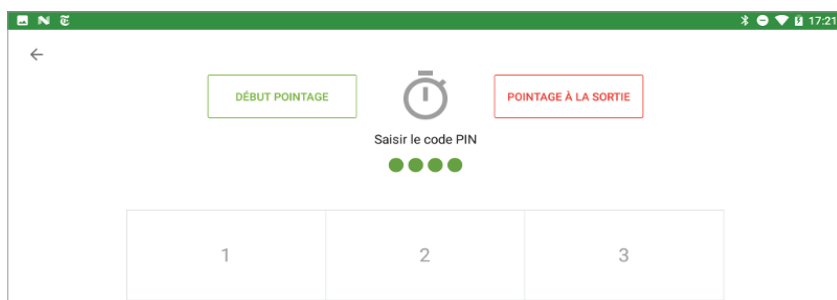 17:21
DÉBUT POINTAGE
POINTAGE À LA SORTIE
Saisir le code PIN
1 2 3